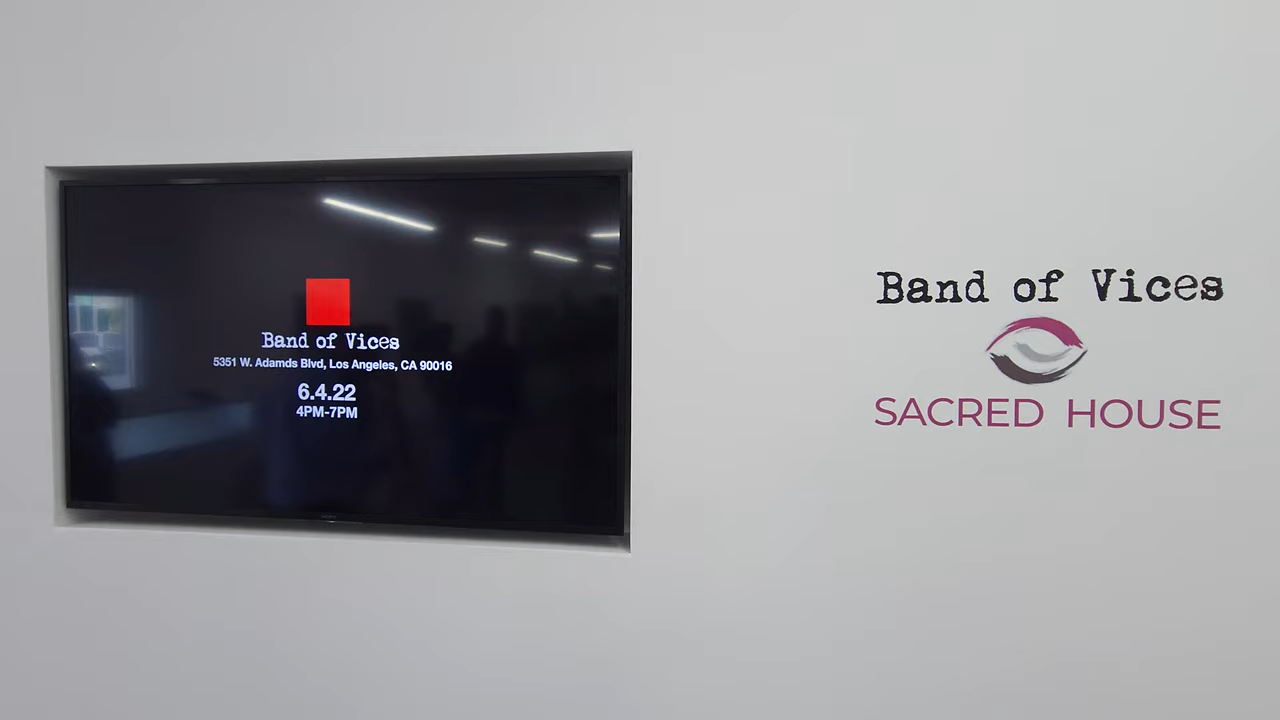 Band of Vices
5351 W. Adamds Blvd, Los Angeles, CA 90016
6.4.22
4PM-7PM
Band of Vices
SACRED HOUSE